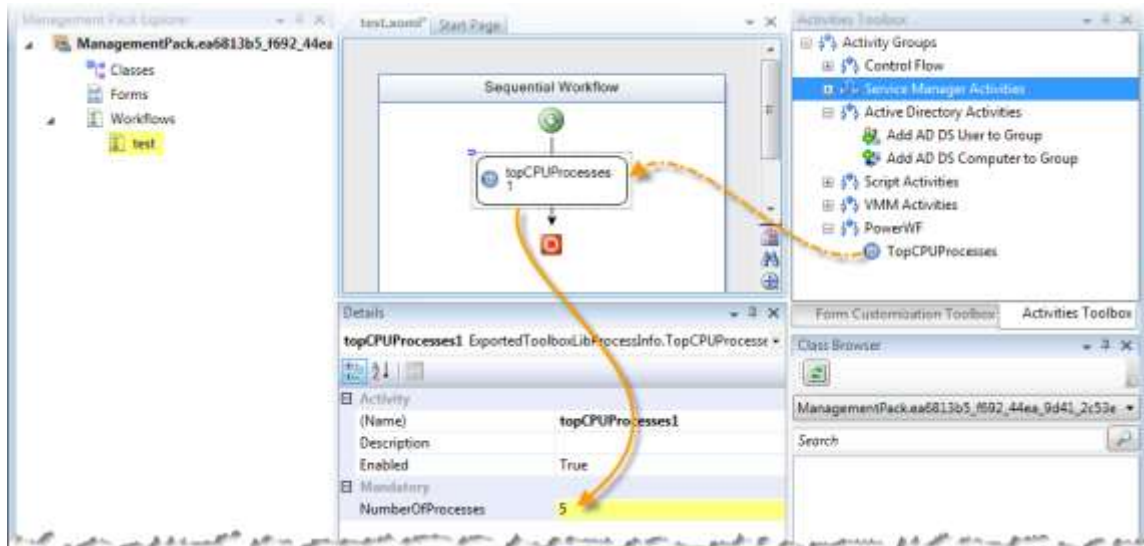 Management Pack Explorer
ManagementPack.ea6813b5_f692_44ea
Classes
Forms
Workflows
test
test.xoml*
Start Page
Sequential Workflow
topCPUProcesses
1
Details
topCPUProcesses1 ExportedToolboxLibProcessInfo.TopCPUProcesse
Activity
(Name) topCPUProcesses1
Description
Enabled True
Mandatory
NumberOfProcesses 5
Activities Toolbox
Activity Groups
Control Flow
Service Manager Activities
Active Directory Activities
Add AD DS User to Group
Add AD DS Computer to Group
Script Activities
VMM Activities
PowerWF
TopCPUProcesses
Form Customization Toolbox
Activities Toolbox
Class Browser
ManagementPack.ea6813b5_f692_44ea_9d41_2c53e
Search